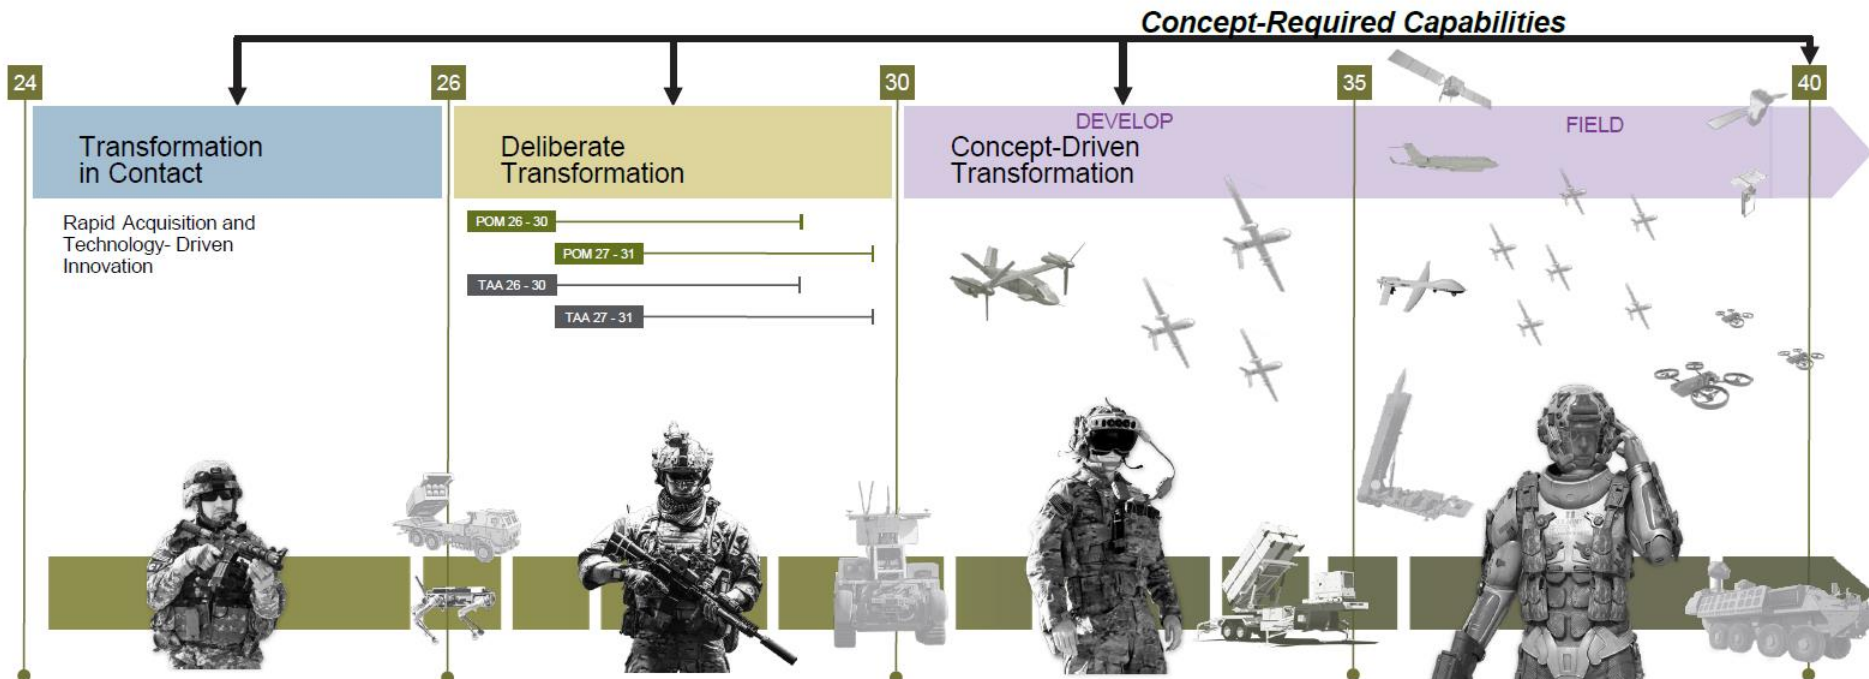 Concept-Required Capabilities
24
26
30
35
40
Transformation
in Contact
Deliberate
Transformation
DEVELOP
Concept-Driven
Transformation
FIELD
Rapid Acquisition and
Technology- Driven
Innovation
POM 26 - 30
POM 27 - 31
TAA 26 - 30
TAA 27 - 31